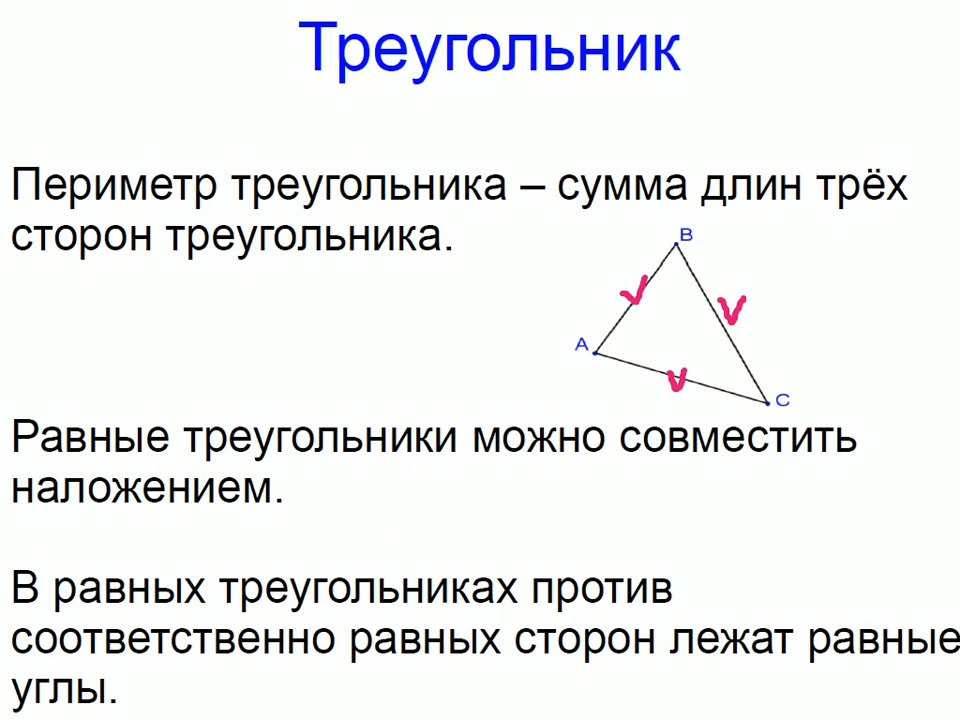 Треугольник
Периметр треугольника – сумма длин трёх
сторон треугольника.
B
A
C
Равные треугольники можно совместить
наложением.
В равных треугольниках против
соответственно равных сторон лежат равные
углы.